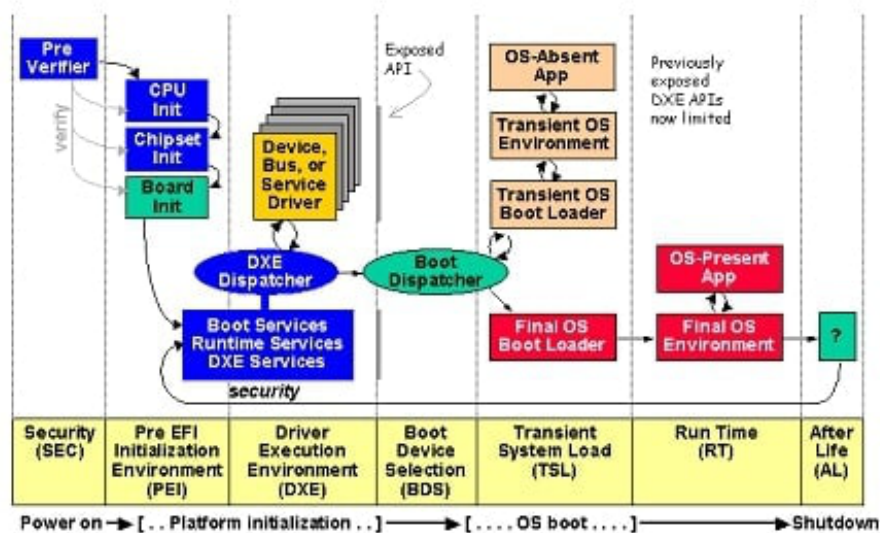 Pre
Verifier
verify
CPU
Init
Chipset
Init
Board
Init
Device,
Bus, or
Service
Driver
DXE
Dispatcher
Boot Services
Runtime Services
DXE Services
security
Exposed
API
Boot
Dispatcher
OS-Absent
App
Transient OS
Environment
Transient OS
Boot Loader
Final OS
Boot Loader
Previously
exposed
DXE APIs
now limited
OS-Present
App
Final OS
Environment
?
Security
(SEC)
Pre EFI
Initialization
Environment
(PEI)
Driver
Execution
Environment
(DXE)
Boot
Device
Selection
(BDS)
Transient
System Load
(TSL)
Run Time
(RT)
After
Life
(AL)
Power on [ . . Platform initialization . . ] [ . . . . OS boot . . . . ] Shutdown